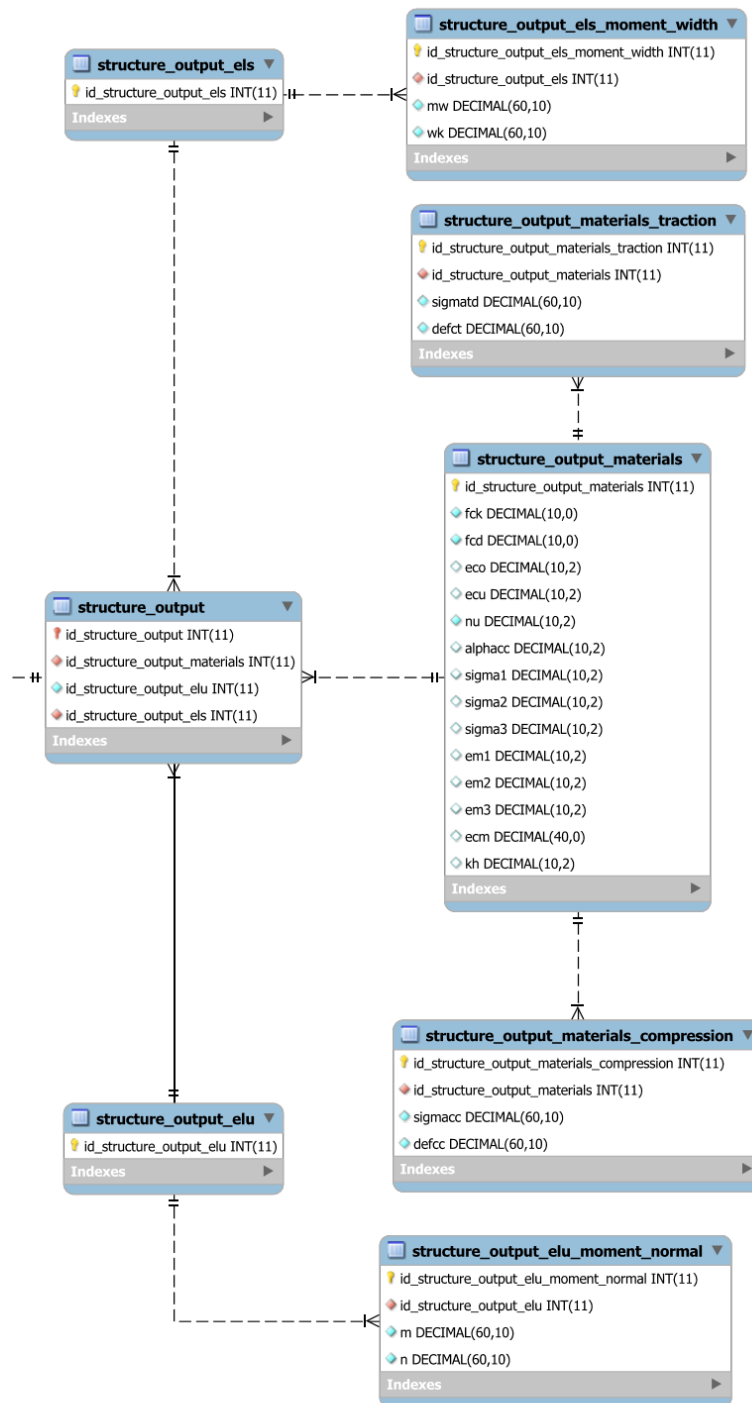 structure_output_els_moment_width
id_structure_output_els_moment_width INT(11)
id_structure_output_els INT(11)
mw DECIMAL(60,10)
wk DECIMAL(60,10)
Indexes
structure_output_els
id_structure_output_els INT(11)
Indexes
structure_output_materials_traction
id_structure_output_materials_traction INT(11)
id_structure_output_materials INT(11)
sigmatd DECIMAL(60,10)
defct DECIMAL(60,10)
Indexes
structure_output_materials
id_structure_output_materials INT(11)
fck DECIMAL(10,0)
fcd DECIMAL(10,0)
eco DECIMAL(10,2)
ecu DECIMAL(10,2)
nu DECIMAL(10,2)
alphacc DECIMAL(10,2)
sigma1 DECIMAL(10,2)
sigma2 DECIMAL(10,2)
sigma3 DECIMAL(10,2)
em1 DECIMAL(10,2)
em2 DECIMAL(10,2)
em3 DECIMAL(10,2)
ecm DECIMAL(40,0)
kh DECIMAL(10,2)
Indexes
structure_output
id_structure_output INT(11)
id_structure_output_materials INT(11)
id_structure_output_elu INT(11)
id_structure_output_els INT(11)
Indexes
structure_output_materials_compression
id_structure_output_materials_compression INT(11)
id_structure_output_materials INT(11)
sigmacc DECIMAL(60,10)
defcc DECIMAL(60,10)
Indexes
structure_output_elu
id_structure_output_elu INT(11)
Indexes
structure_output_elu_moment_normal
id_structure_output_elu_moment_normal INT(11)
id_structure_output_elu INT(11)
m DECIMAL(60,10)
n DECIMAL(60,10)
Indexes